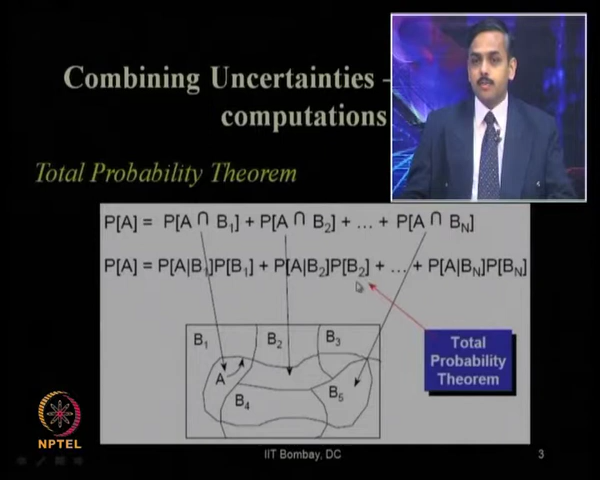 Combining Uncertainties –
computations
Total Probability Theorem
P[A] = P[A ∩ B1] + P[A ∩ B2] + … + P[A ∩ BN]
P[A] = P[A|B1]P[B1] + P[A|B2]P[B2] + … + P[A|BN]P[BN]
B1 B2 B3
A
B4 B5
Total
Probability
Theorem
NPTEL
IIT Bombay, DC 3